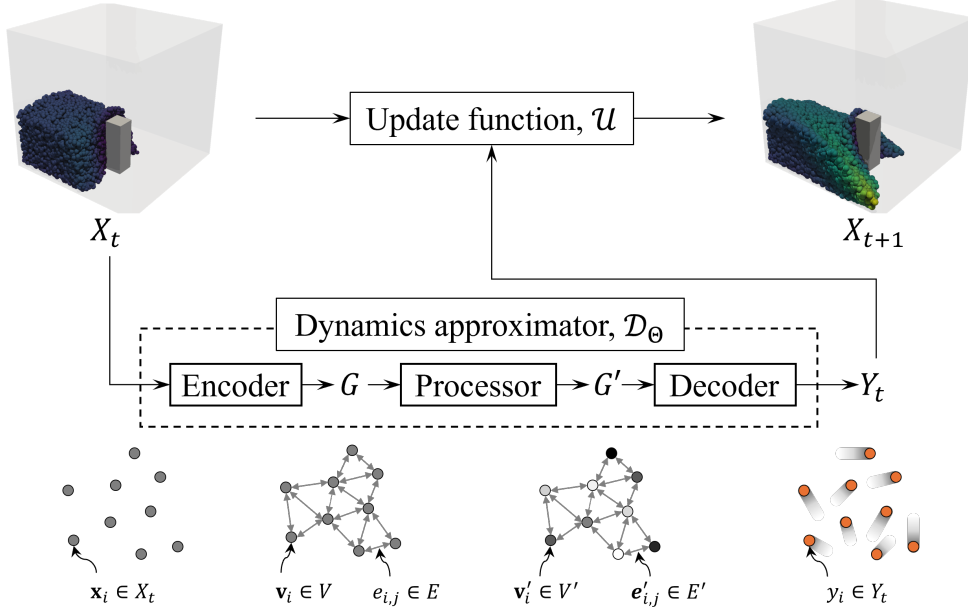 Update function, 𝒰
X_t
X_{t+1}
Dynamics approximator, 𝒟_Θ
Encoder
G
Processor
G′
Decoder
Y_t
𝐱_i ∈ X_t
𝐯_i ∈ V
e_{i,j} ∈ E
𝐯′_i ∈ V′
𝒆′_{i,j} ∈ E′
y_i ∈ Y_t